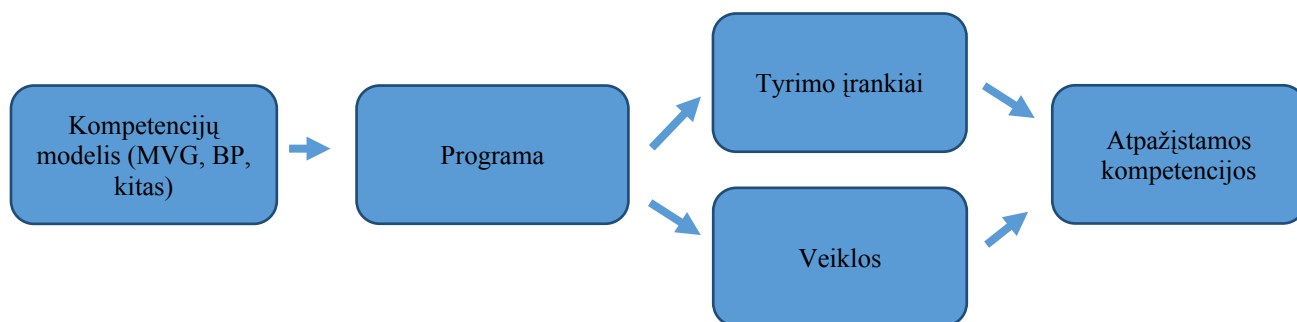 Kompetencijų
modelis (MVG, BP,
kitas)
Programa
Tyrimo įrankiai
Veiklos
Atpažįstamos
kompetencijos